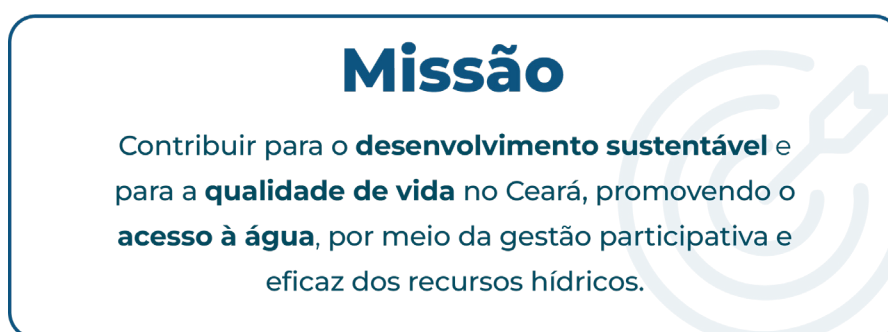 Missão
Contribuir para o desenvolvimento sustentável e
para a qualidade de vida no Ceará, promovendo o
acesso à água, por meio da gestão participativa e
eficaz dos recursos hídricos.